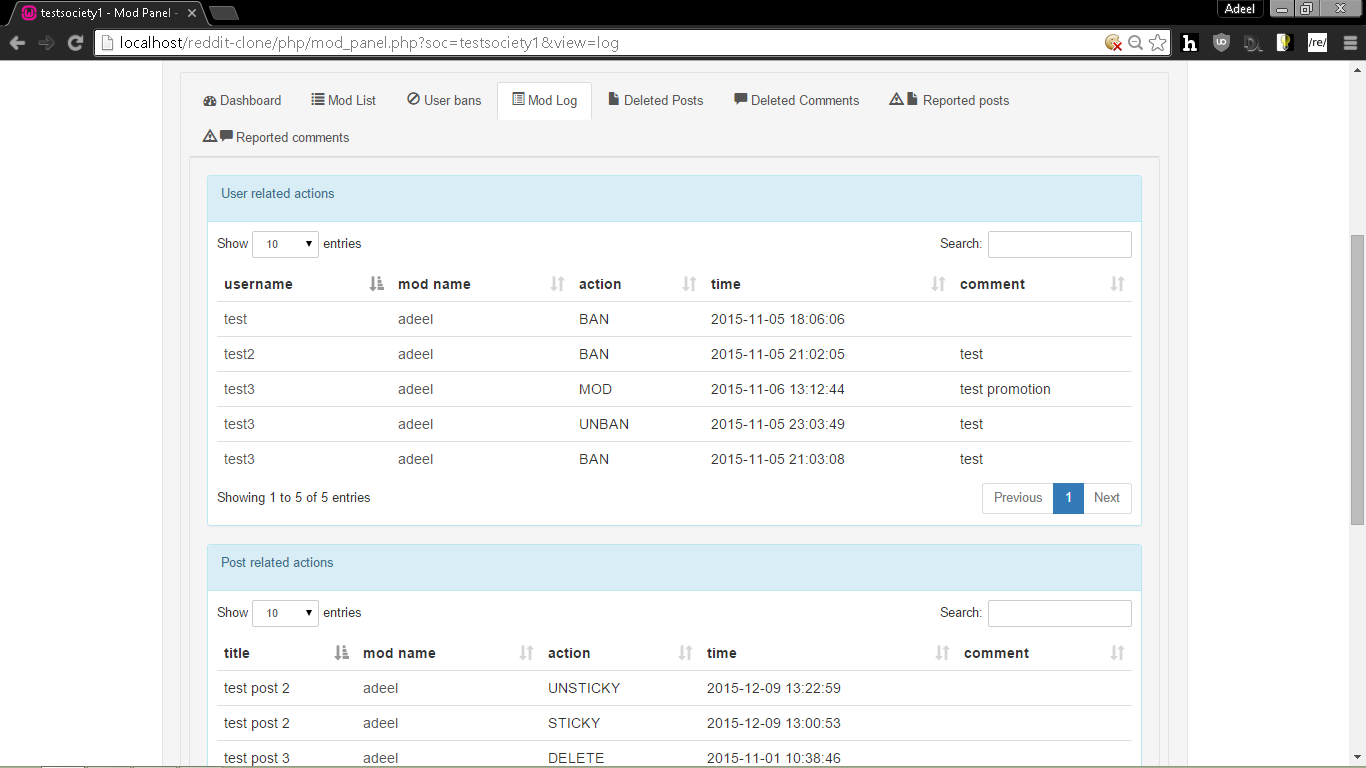 testsociety1 - Mod Panel -
Adeel
localhost/reddit-clone/php/mod_panel.php?soc=testsociety1&view=log
h
/re/
Dashboard Mod List User bans Mod Log Deleted Posts Deleted Comments Reported posts
Reported comments
User related actions
Show 10 entries Search:
username mod name action time comment
test adeel BAN 2015-11-05 18:06:06
test2 adeel BAN 2015-11-05 21:02:05 test
test3 adeel MOD 2015-11-06 13:12:44 test promotion
test3 adeel UNBAN 2015-11-05 23:03:49 test
test3 adeel BAN 2015-11-05 21:03:08 test
Showing 1 to 5 of 5 entries Previous 1 Next
Post related actions
Show 10 entries Search:
title mod name action time comment
test post 2 adeel UNSTICKY 2015-12-09 13:22:59
test post 2 adeel STICKY 2015-12-09 13:00:53
test post 3 adeel DELETE 2015-11-01 10:38:46